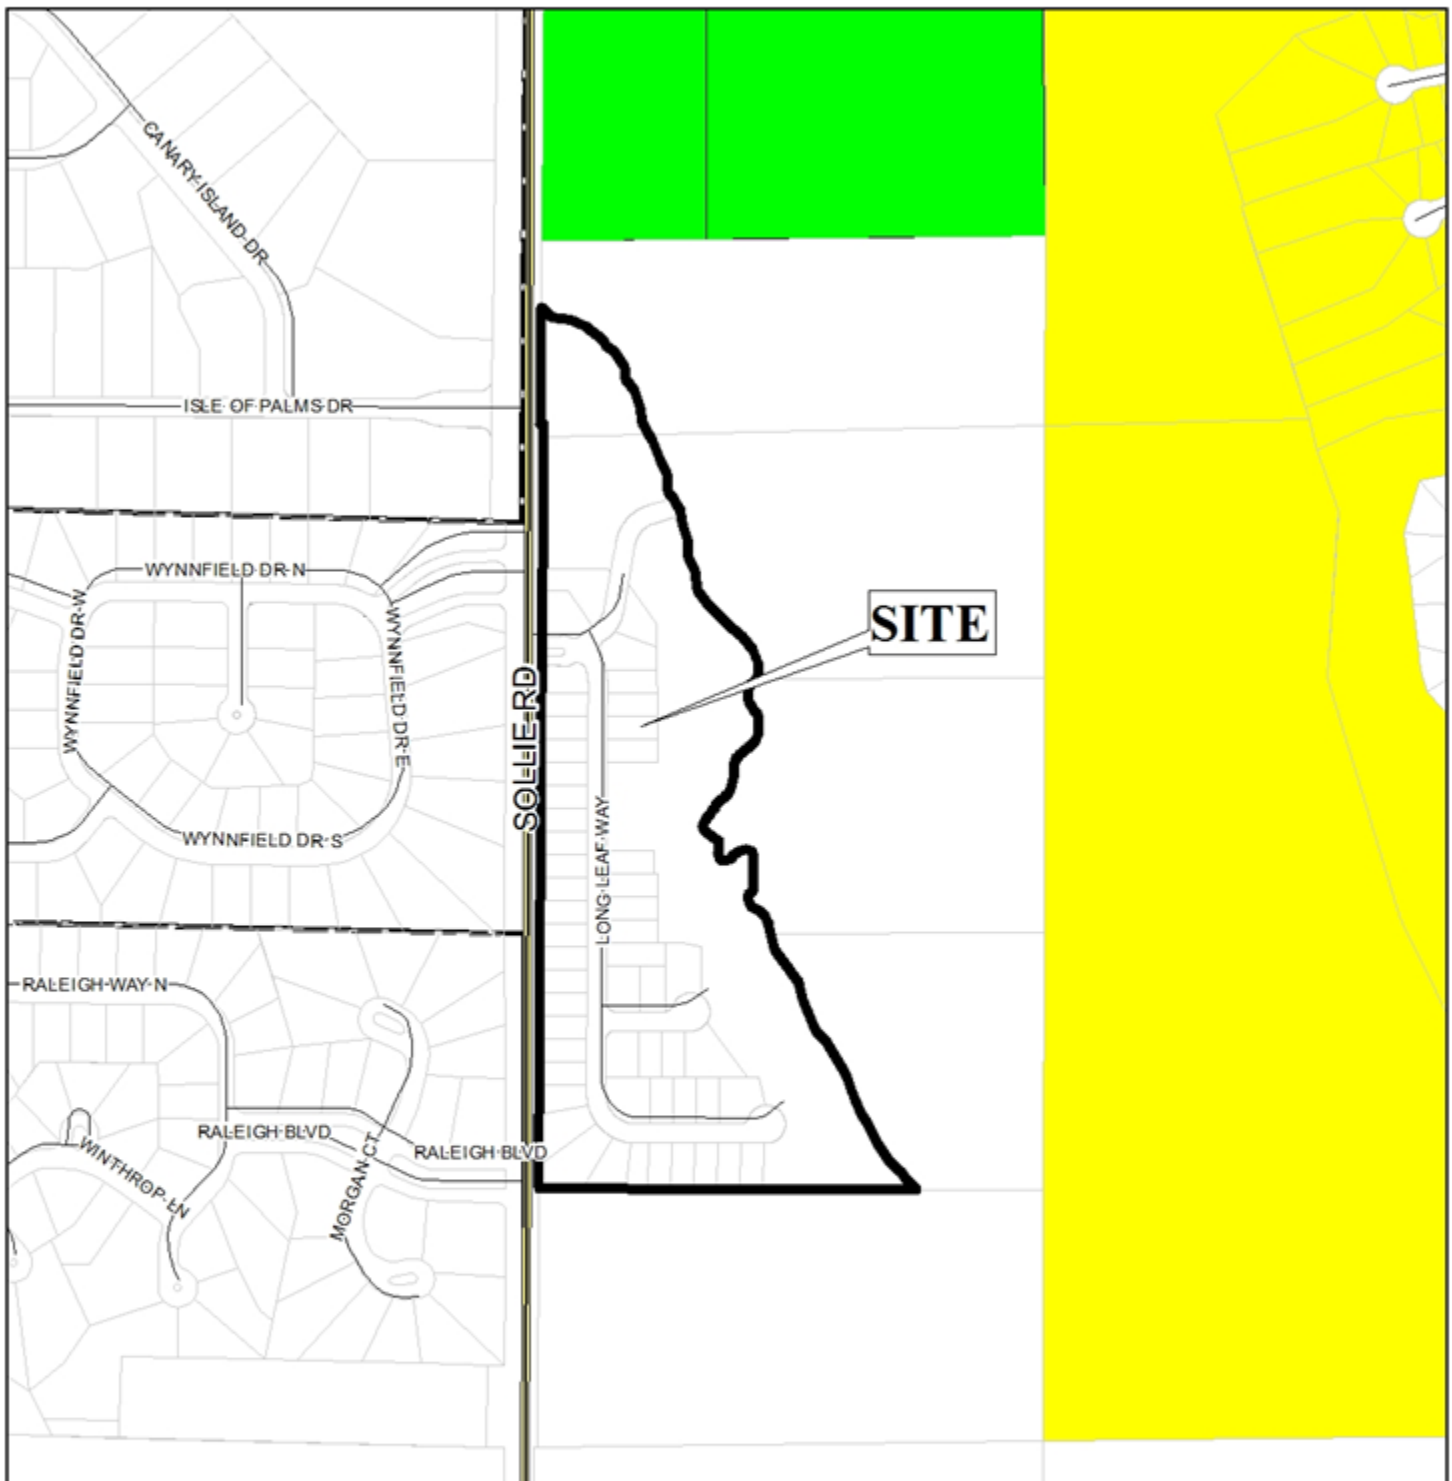 CANARY ISLAND DR
ISLE OF PALMS DR
WYNNFIELD DR N
WYNNFIELD DR W
WYNNFIELD DR E
SITE
SOLLIE RD
WYNNFIELD DR S
LONG LEAF WAY
RALEIGH WAY N
RALEIGH BLVD
RALEIGH BLVD
MORGAN CT
WINTHROP LN